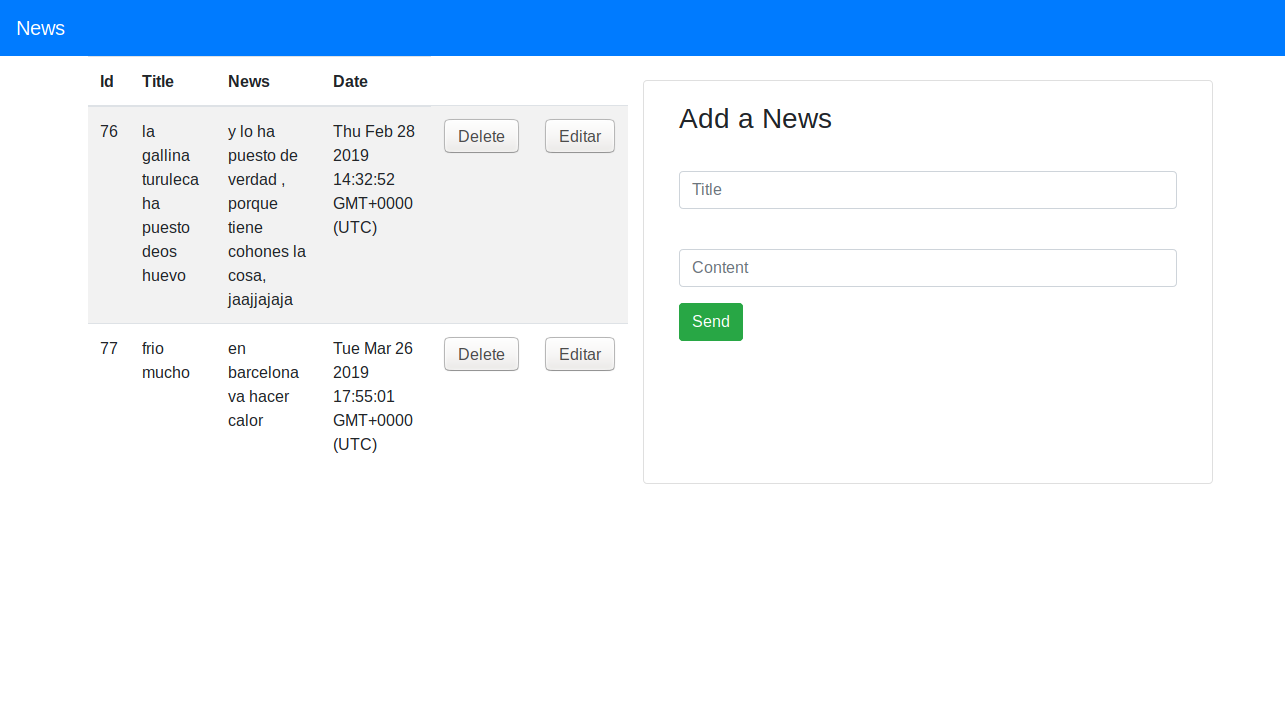 News
Id Title News Date
76 la gallina turuleca ha puesto deos huevo y lo ha puesto de verdad , porque tiene cohones la cosa, jaajjajaja Thu Feb 28 2019 14:32:52 GMT+0000 (UTC) Delete Editar
77 frio mucho en barcelona va hacer calor Tue Mar 26 2019 17:55:01 GMT+0000 (UTC) Delete Editar
Add a News
Title
Content
Send